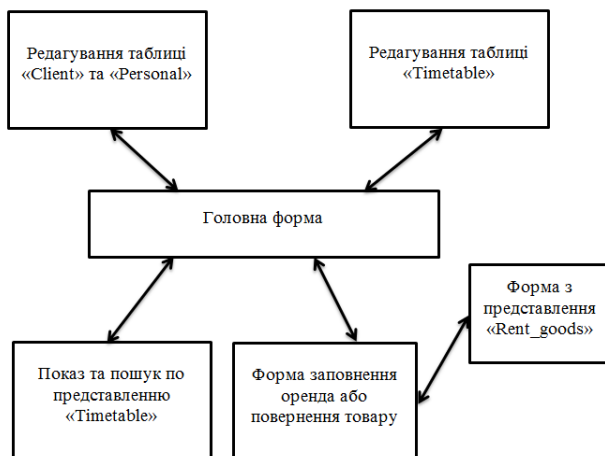 Редагування таблиці
«Client» та «Personal»
Редагування таблиці
«Timetable»
Головна форма
Форма з
представлення
«Rent_goods»
Показ та пошук по
представленню
«Timetable»
Форма заповнення
оренда або
повернення товару